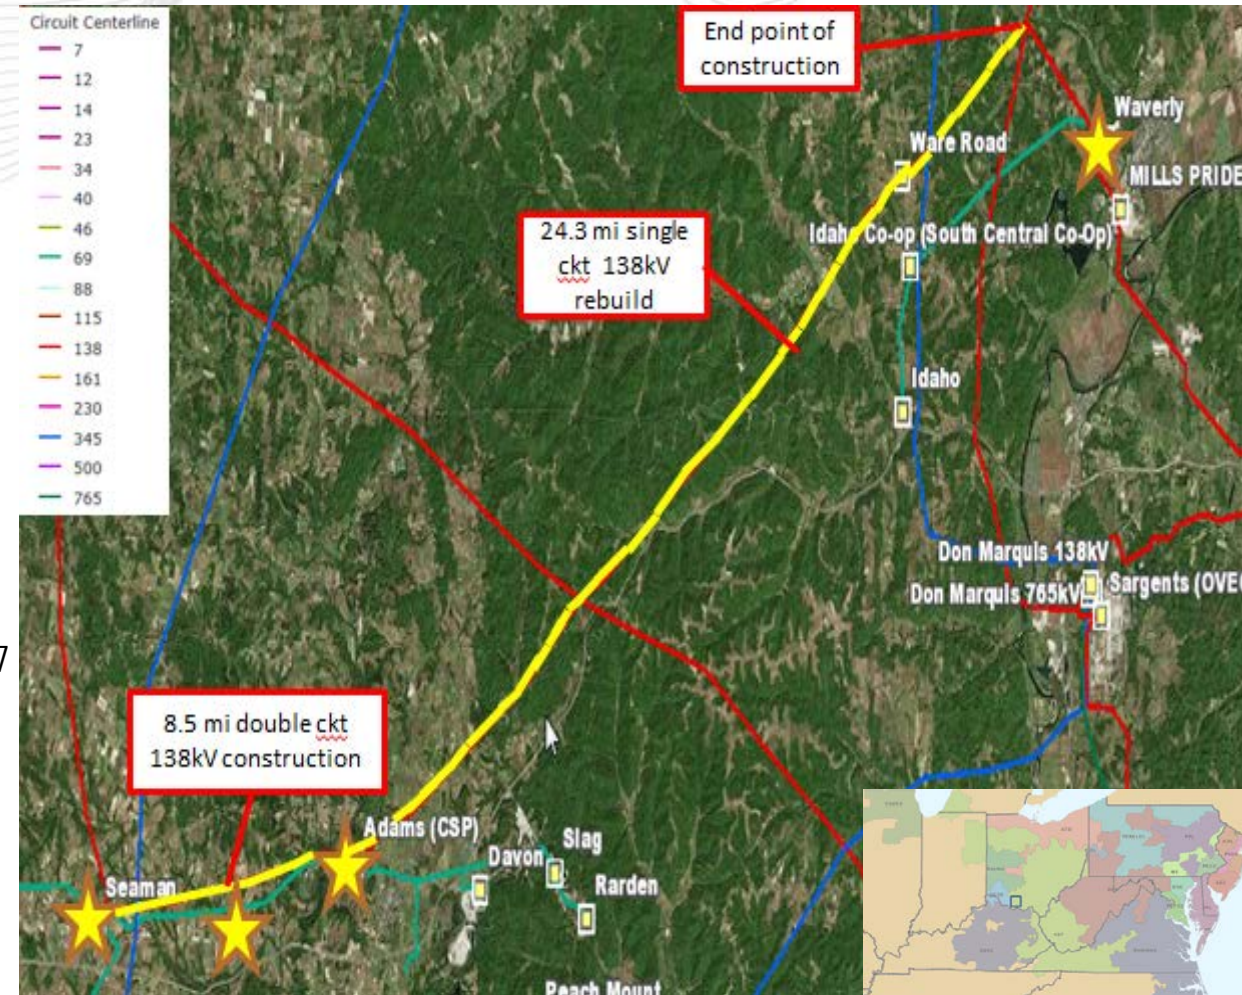 Circuit Centerline
7
12
14
23
34
40
46
69
88
115
138
161
230
345
500
765
End point of
construction
Waverly
Ware Road
MILLS PRIDE
24.3 mi single
ckt 138kV
rebuild
Idaho Co-op (South Central Co-Op)
Idaho
Don Marquis 138kV
Don Marquis 765kV
Sargents (OVEC
7
8.5 mi double ckt
138kV construction
Adams (CSP)
Slag
Davon
Seaman
Rarden
Peach Mount